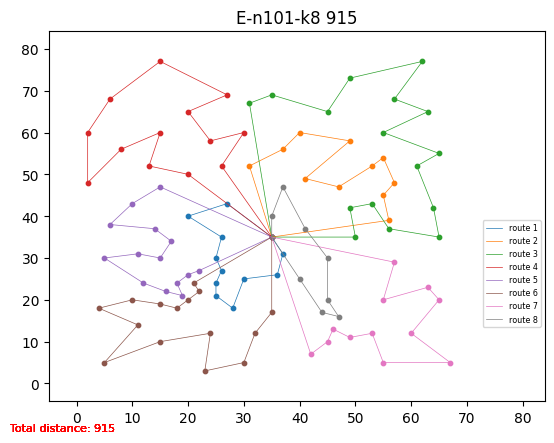 E-n101-k8 915
80
70
60
50
40
30
20
10
0
route 1
route 2
route 3
route 4
route 5
route 6
route 7
route 8
0 10 20 30 40 50 60 70 80
Total distance: 915